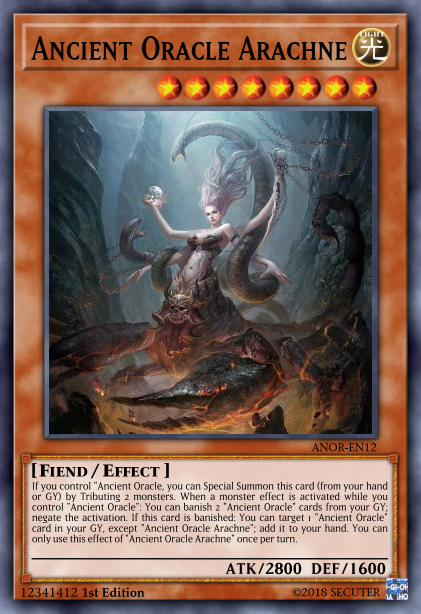 ANCIENT ORACLE ARACHNE
LIGHT
光
ANOR-EN12
[FIEND / EFFECT ]
If you control "Ancient Oracle, you can Special Summon this card (from your hand
or GY) by Tributing 2 monsters. When a monster effect is activated while you
control "Ancient Oracle": You can banish 2 "Ancient Oracle" cards from your GY;
negate the activation. If this card is banished: You can target 1 "Ancient Oracle"
card in your GY, except "Ancient Oracle Arachne"; add it to your hand. You can
only use this effect of "Ancient Oracle Arachne" once per turn.
ATK/2800 DEF/1600
12341412 1st Edition
©2018 SECUTER